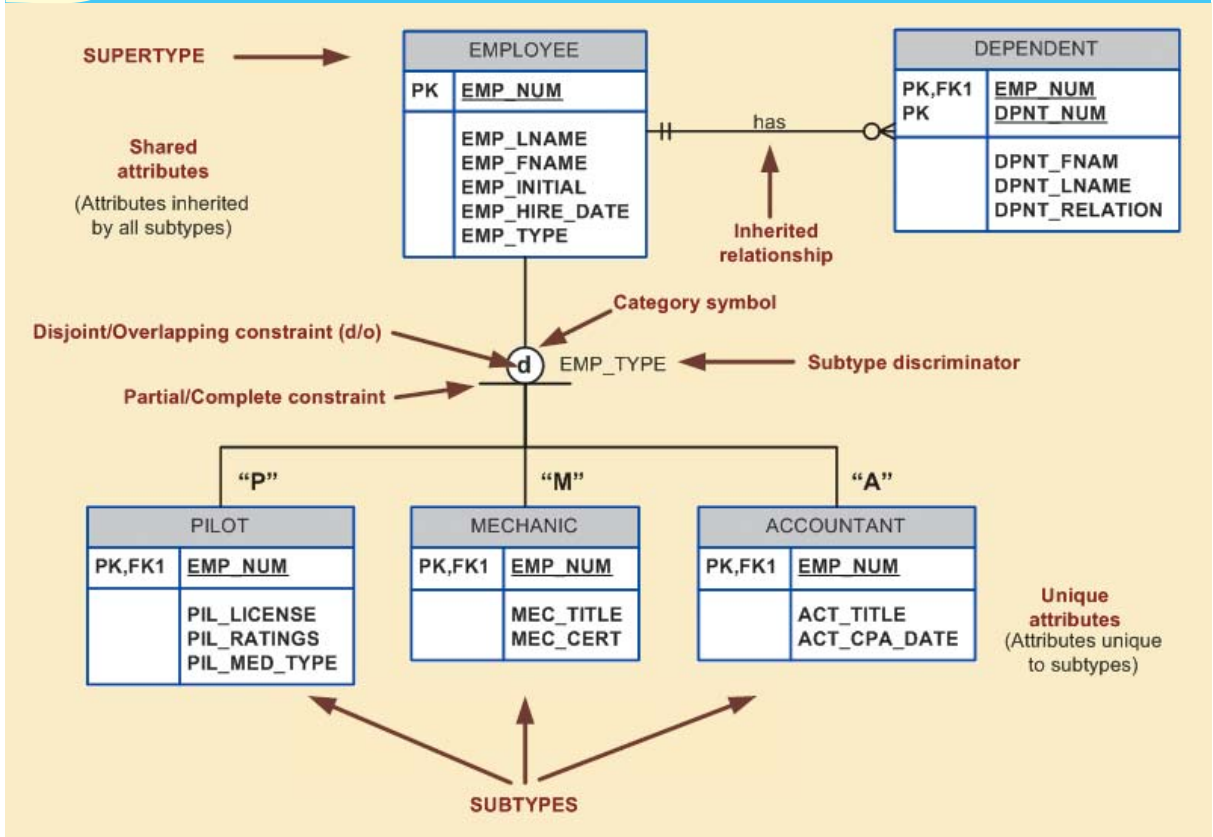 SUPERTYPE
EMPLOYEE
PK EMP_NUM
EMP_LNAME
EMP_FNAME
EMP_INITIAL
EMP_HIRE_DATE
EMP_TYPE
has
DEPENDENT
PK,FK1 EMP_NUM
PK DPNT_NUM
DPNT_FNAM
DPNT_LNAME
DPNT_RELATION
Shared
attributes
(Attributes inherited
by all subtypes)
Inherited
relationship
Category symbol
Disjoint/Overlapping constraint (d/o)
d
EMP_TYPE
Subtype discriminator
Partial/Complete constraint
“P”
“M”
“A”
PILOT
PK,FK1 EMP_NUM
PIL_LICENSE
PIL_RATINGS
PIL_MED_TYPE
MECHANIC
PK,FK1 EMP_NUM
MEC_TITLE
MEC_CERT
ACCOUNTANT
PK,FK1 EMP_NUM
ACT_TITLE
ACT_CPA_DATE
Unique
attributes
(Attributes unique
to subtypes)
SUBTYPES